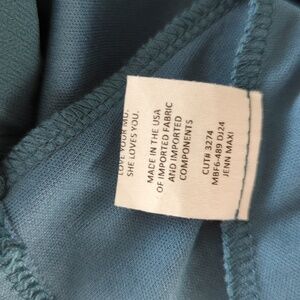 LOVE YOUR MO.
SHE LOVES YOU.
MADE IN THE USA
OF IMPORTED FABRIC
AND IMPORTED
COMPONENTS
CUT# 3274
MBF6-489 DJ24
JENN MAXI